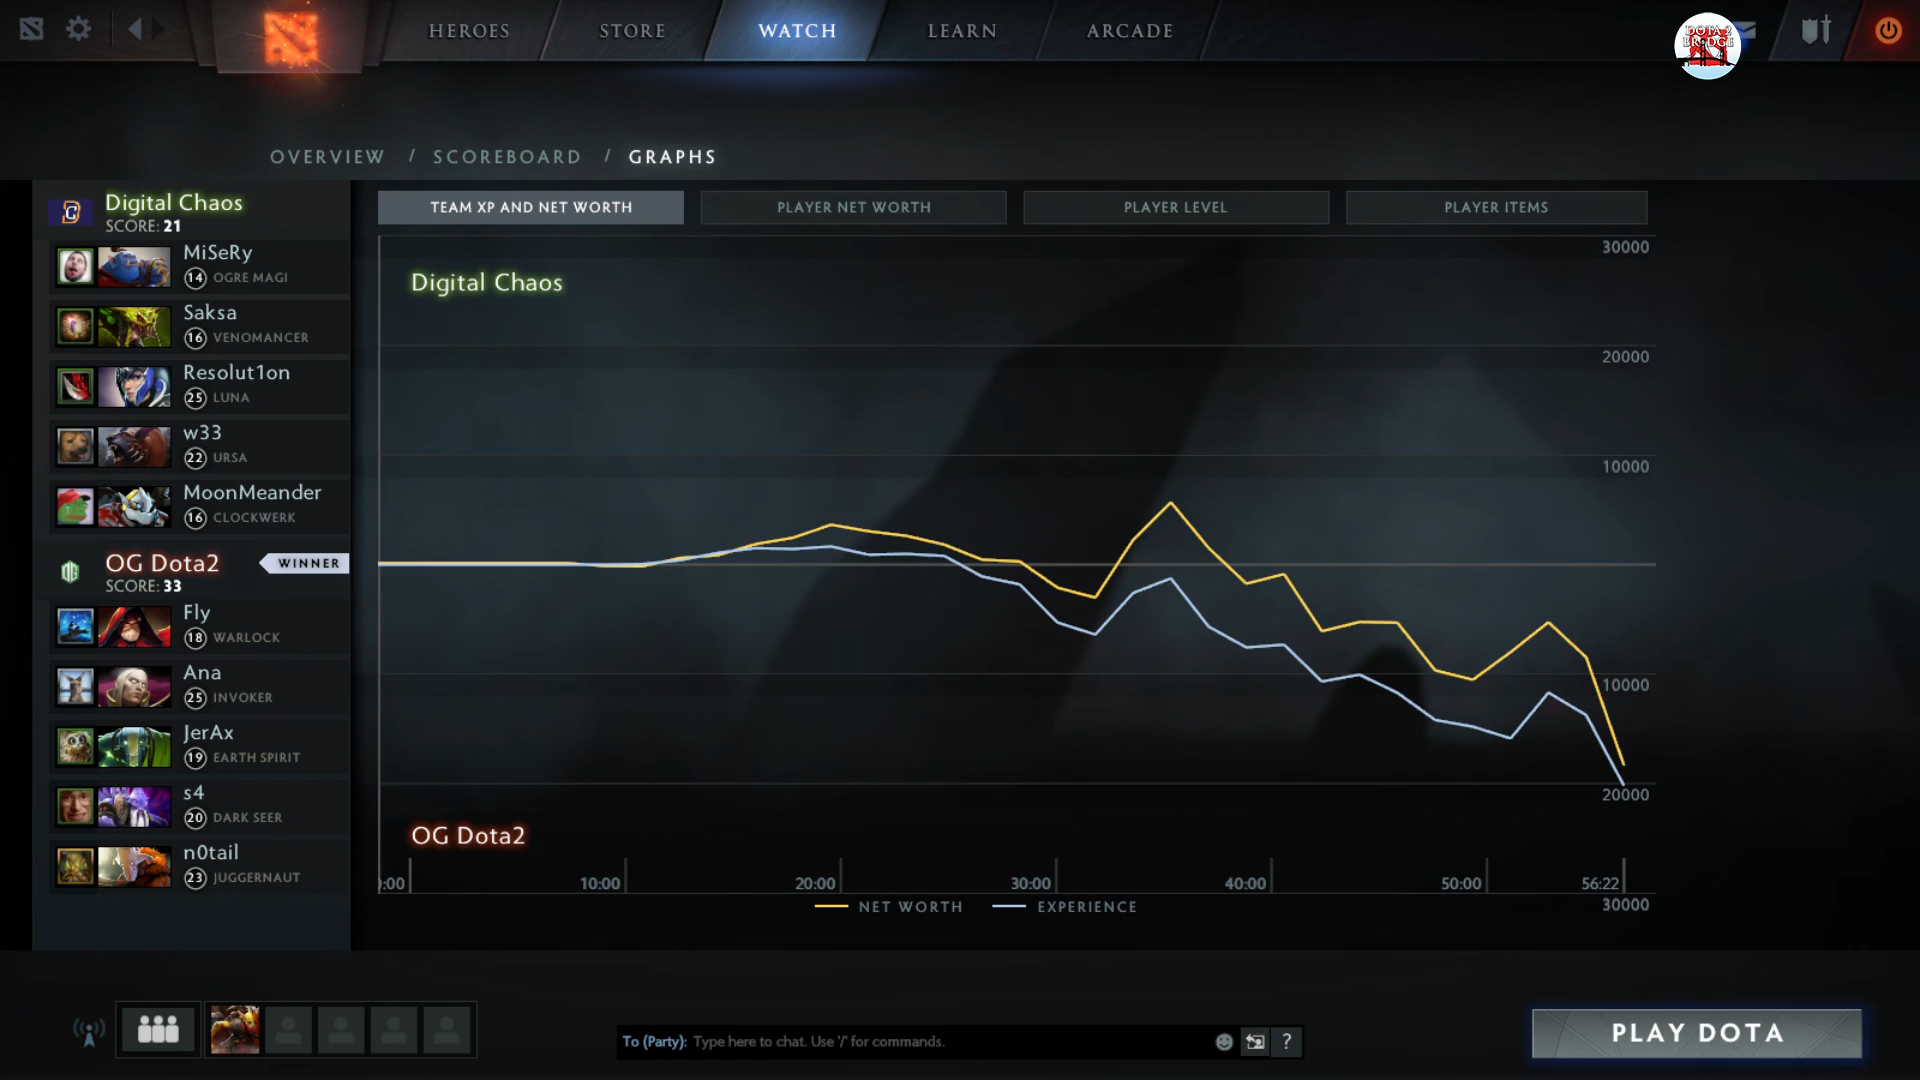 HEROES
STORE
WATCH
LEARN
ARCADE
DOTA 2
BRIDGE
OVERVIEW / SCOREBOARD / GRAPHS
Digital Chaos
SCORE: 21
MiSeRy
14 OGRE MAGI
Saksa
16 VENOMANCER
Resolut1on
25 LUNA
w33
22 URSA
MoonMeander
16 CLOCKWERK
OG Dota2
WINNER
SCORE: 33
Fly
18 WARLOCK
Ana
25 INVOKER
JerAx
19 EARTH SPIRIT
s4
20 DARK SEER
n0tail
23 JUGGERNAUT
TEAM XP AND NET WORTH
PLAYER NET WORTH
PLAYER LEVEL
PLAYER ITEMS
30000
Digital Chaos
20000
10000
10000
20000
OG Dota2
:00
10:00
20:00
30:00
40:00
50:00
56:22
30000
NET WORTH
EXPERIENCE
To (Party): Type here to chat. Use '/' for commands.
?
PLAY DOTA